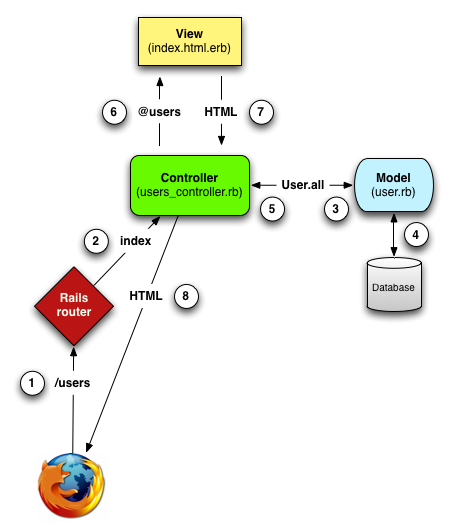 View
(index.html.erb)
6
@users
HTML
7
Controller
(users_controller.rb)
User.all
5
3
Model
(user.rb)
4
Database
2
index
Rails
router
HTML
8
1
/users